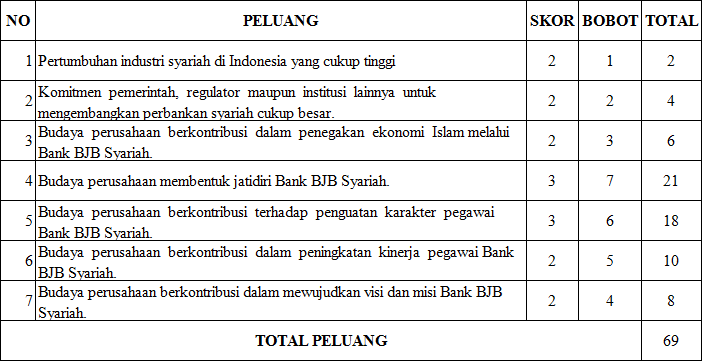 NO PELUANG SKOR BOBOT TOTAL
1 Pertumbuhan industri syariah di Indonesia yang cukup tinggi 2 1 2
Komitmen pemerintah, regulator maupun institusi lainnya untuk
2 mengembangkan perbankan syariah cukup besar. 2 2 4
Budaya perusahaan berkontribusi dalam penegakan ekonomi Islam melalui
3 Bank BJB Syariah. 2 3 6
4 Budaya perusahaan membentuk jatidiri Bank BJB Syariah. 3 7 21
Budaya perusahaan berkontribusi terhadap penguatan karakter pegawai
5 Bank BJB Syariah. 3 6 18
Budaya perusahaan berkontribusi dalam peningkatan kinerja pegawai Bank
6 BJB Syariah. 2 5 10
Budaya perusahaan berkontribusi dalam mewujudkan visi dan misi Bank BJB
7 Syariah. 2 4 8
TOTAL PELUANG 69